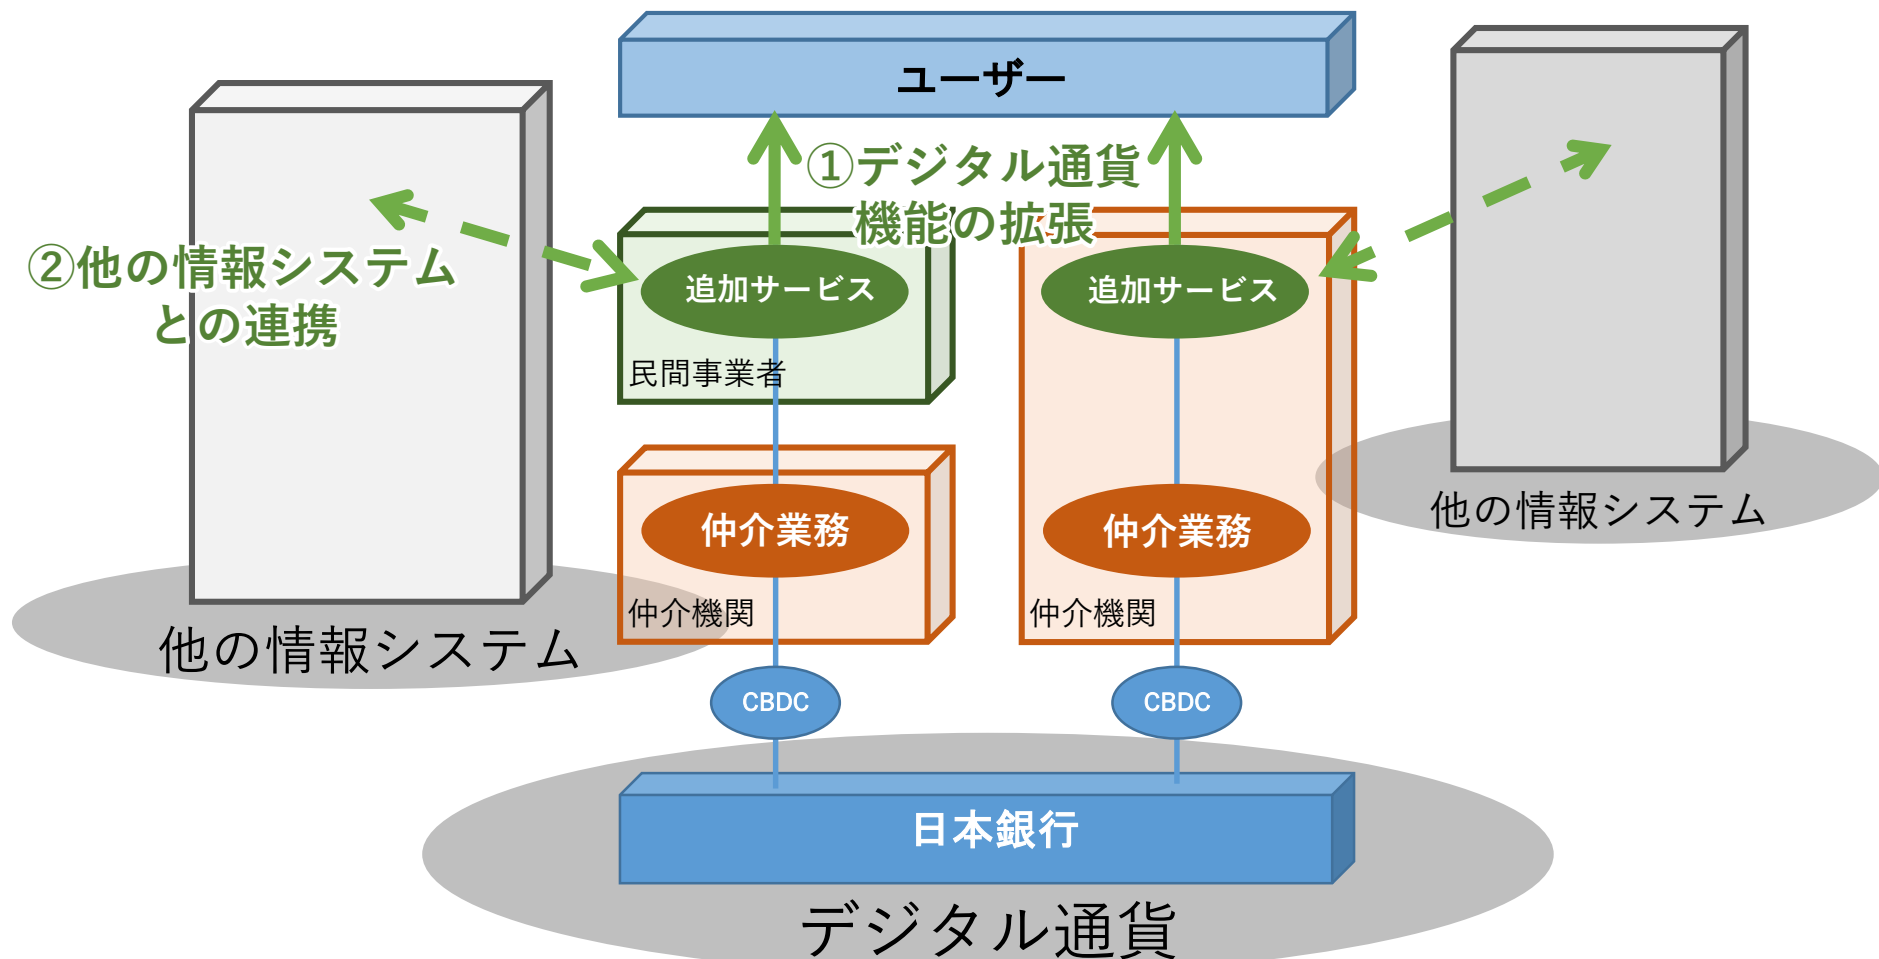 ユーザー
①デジタル通貨
機能の拡張
②他の情報システム
との連携
追加サービス
追加サービス
民間事業者
仲介業務
仲介業務
仲介機関
仲介機関
他の情報システム
他の情報システム
CBDC
CBDC
日本銀行
デジタル通貨